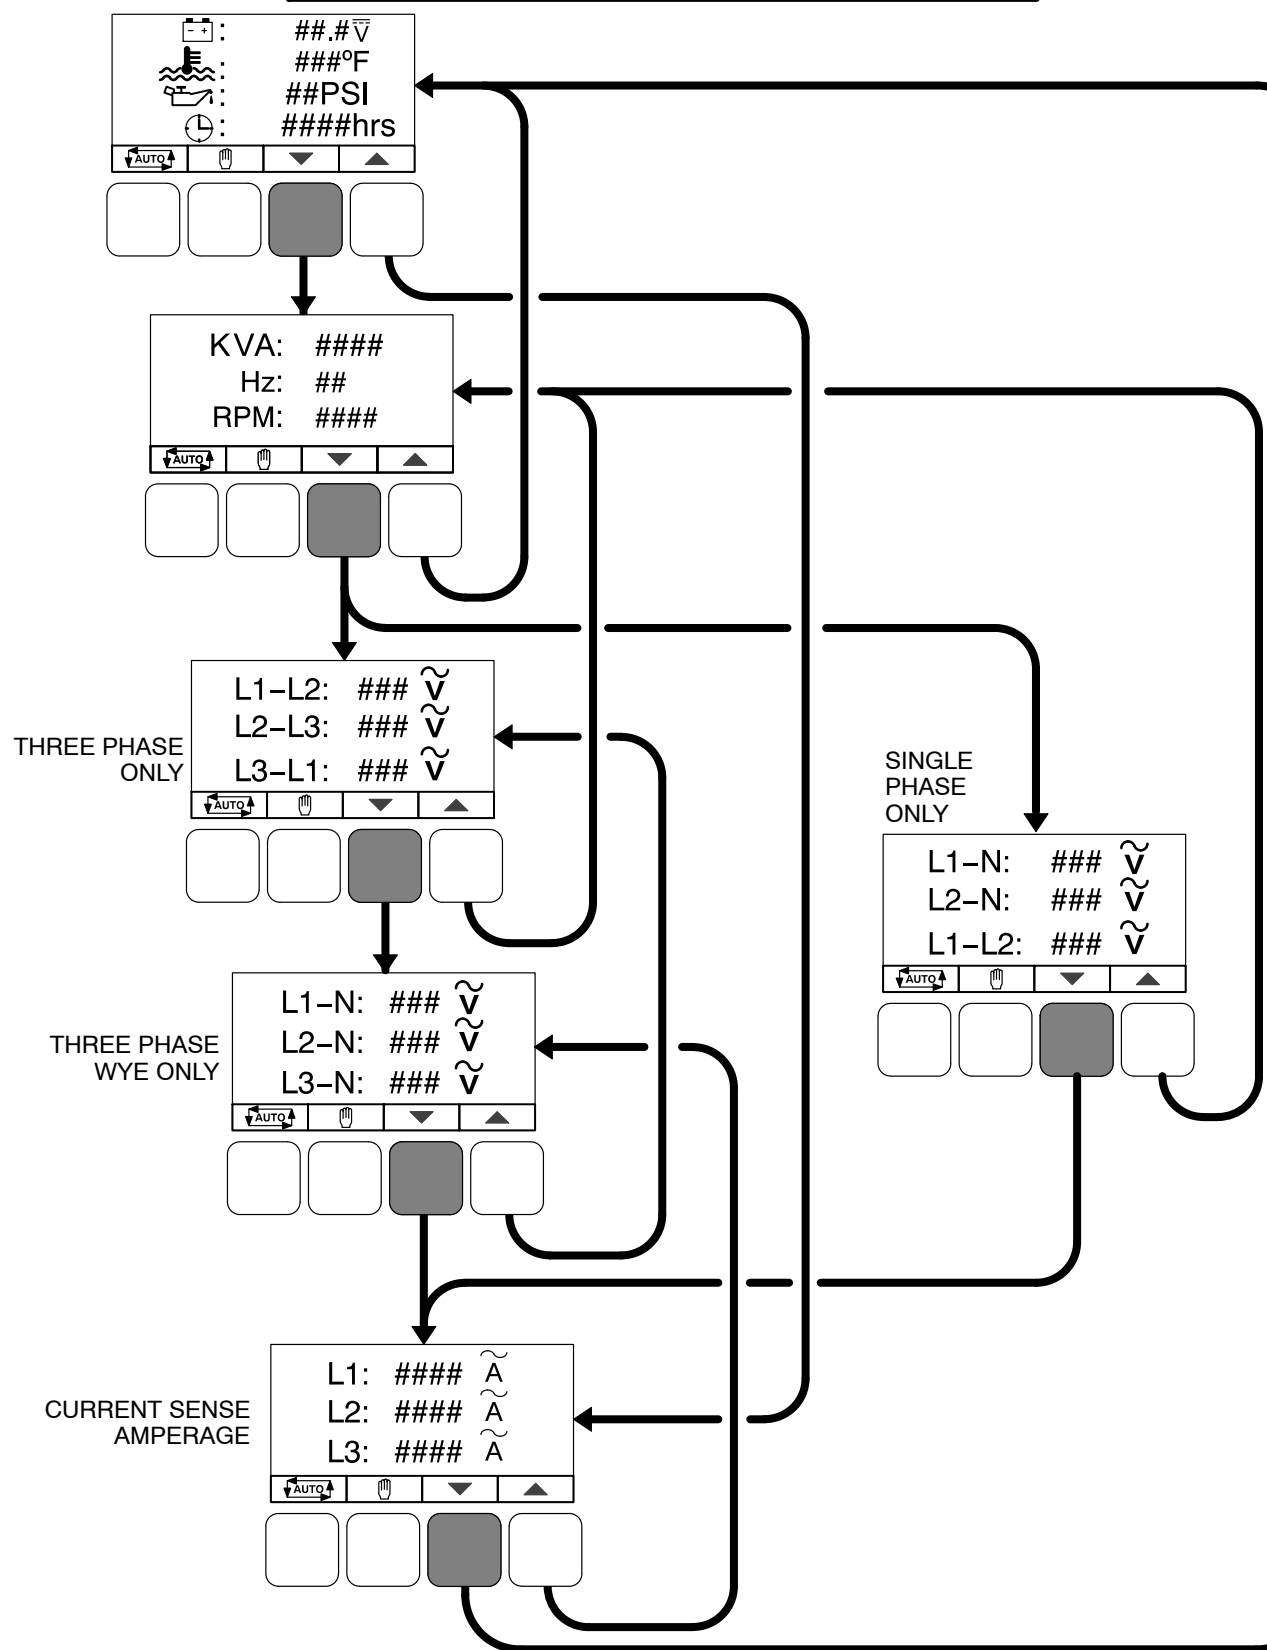 - +
: ##.# V
: ###ºF
: ##PSI
: ####hrs
AUTO
KVA: ####
Hz: ##
RPM: ####
AUTO
THREE PHASE
ONLY
L1–L2: ### V
L2–L3: ### V
L3–L1: ### V
AUTO
SINGLE
PHASE
ONLY
L1–N: ### V
L2–N: ### V
L1–L2: ### V
AUTO
THREE PHASE
WYE ONLY
L1–N: ### V
L2–N: ### V
L3–N: ### V
AUTO
CURRENT SENSE
AMPERAGE
L1: #### A
L2: #### A
L3: #### A
AUTO